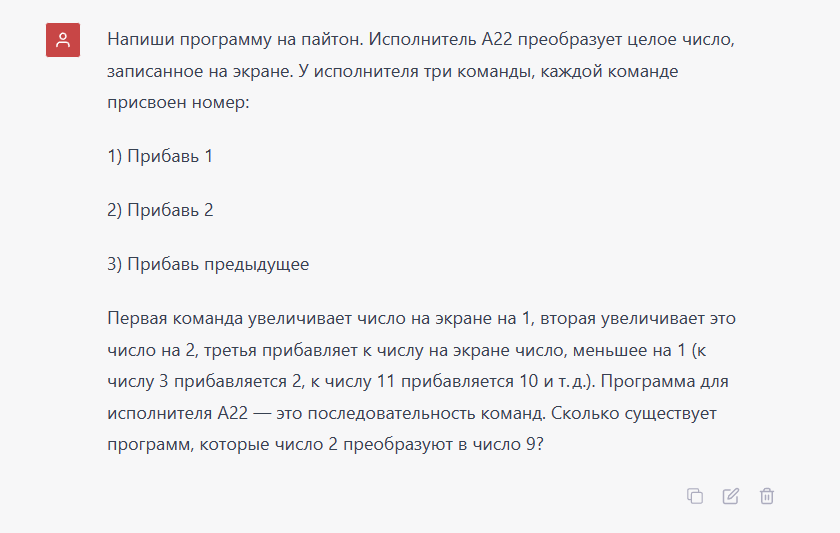 Напиши программу на пайтон. Исполнитель А22 преобразует целое число,
записанное на экране. У исполнителя три команды, каждой команде
присвоен номер:
1) Прибавь 1
2) Прибавь 2
3) Прибавь предыдущее
Первая команда увеличивает число на экране на 1, вторая увеличивает это
число на 2, третья прибавляет к числу на экране число, меньшее на 1 (к
числу 3 прибавляется 2, к числу 11 прибавляется 10 и т. д.). Программа для
исполнителя А22 — это последовательность команд. Сколько существует
программ, которые число 2 преобразуют в число 9?